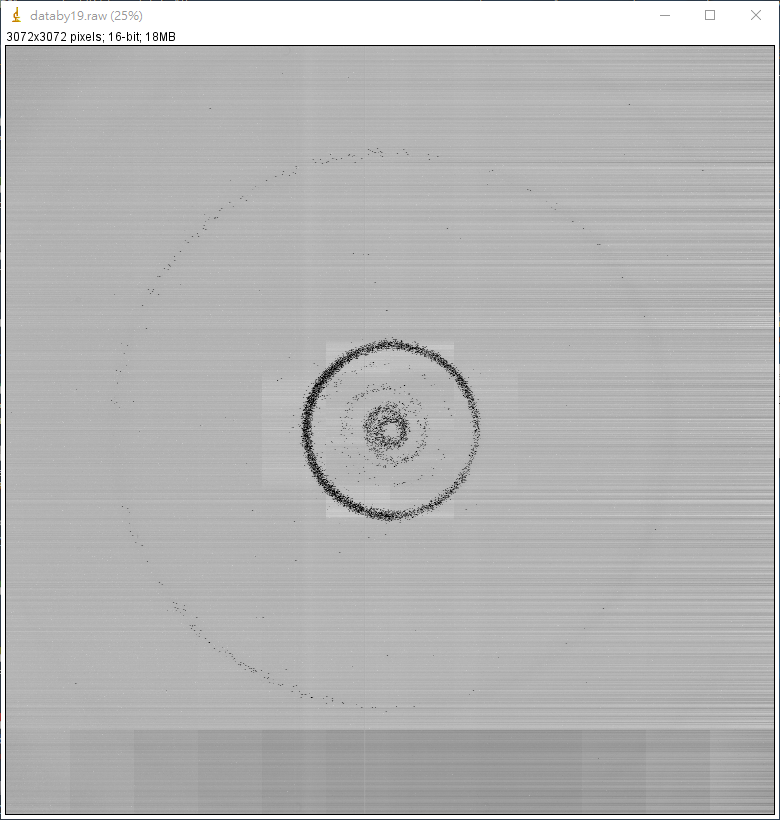 databy19.raw (25%)
3072x3072 pixels; 16-bit; 18MB